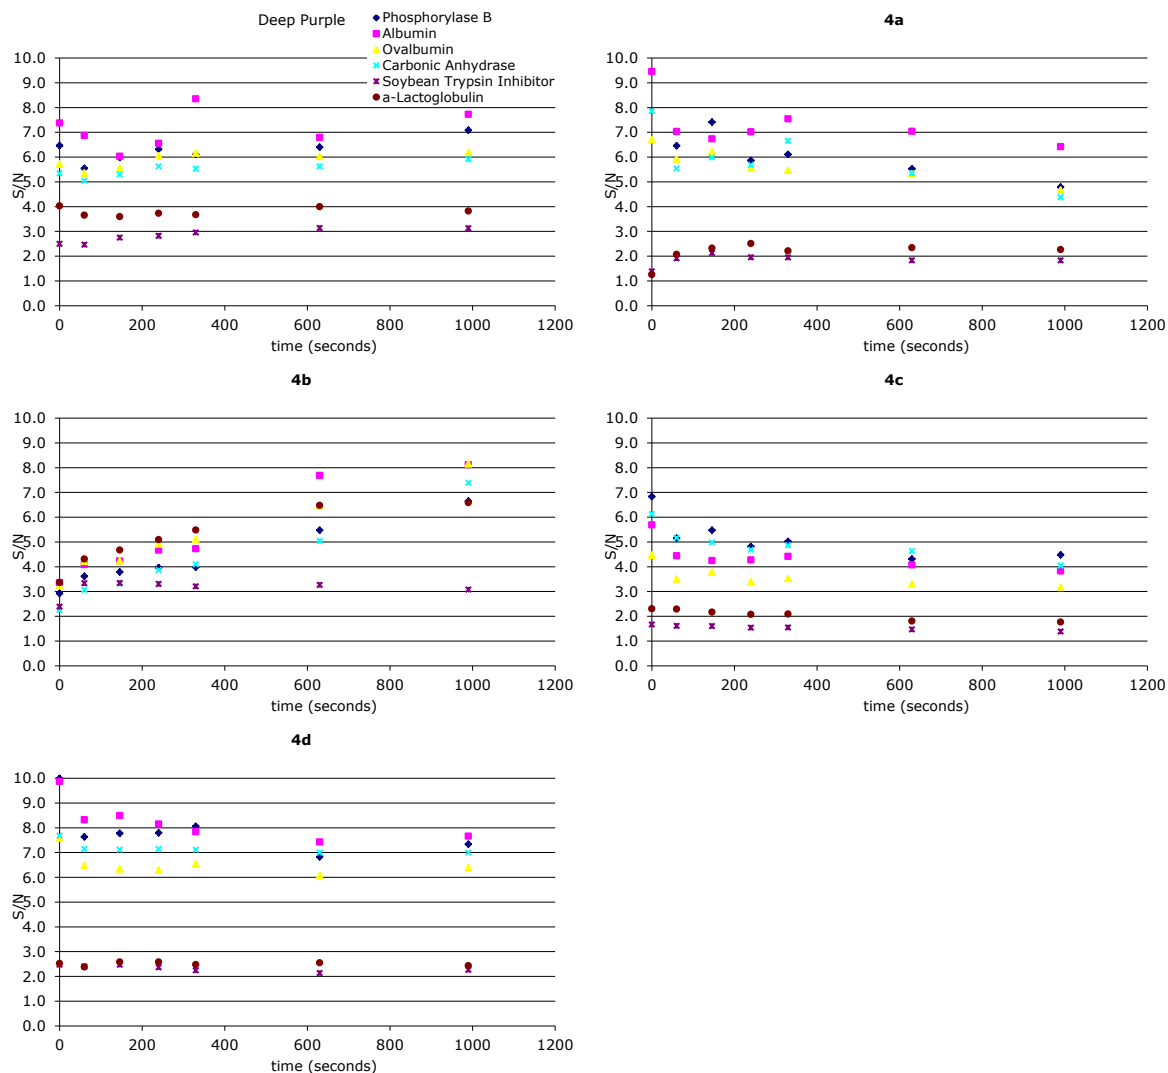 Deep Purple
Phosphorylase B
Albumin
Ovalbumin
Carbonic Anhydrase
Soybean Trypsin Inhibitor
a-Lactoglobulin
10.0
9.0
8.0
7.0
6.0
5.0
4.0
3.0
2.0
1.0
0.0
S/N
0 200 400 600 800 1000 1200
time (seconds)
4a
10.0
9.0
8.0
7.0
6.0
5.0
4.0
3.0
2.0
1.0
0.0
S/N
0 200 400 600 800 1000 1200
time (seconds)
4b
10.0
9.0
8.0
7.0
6.0
5.0
4.0
3.0
2.0
1.0
0.0
S/N
0 200 400 600 800 1000 1200
time (seconds)
4c
10.0
9.0
8.0
7.0
6.0
5.0
4.0
3.0
2.0
1.0
0.0
S/N
0 200 400 600 800 1000 1200
time (seconds)
4d
10.0
9.0
8.0
7.0
6.0
5.0
4.0
3.0
2.0
1.0
0.0
S/N
0 200 400 600 800 1000 1200
time (seconds)